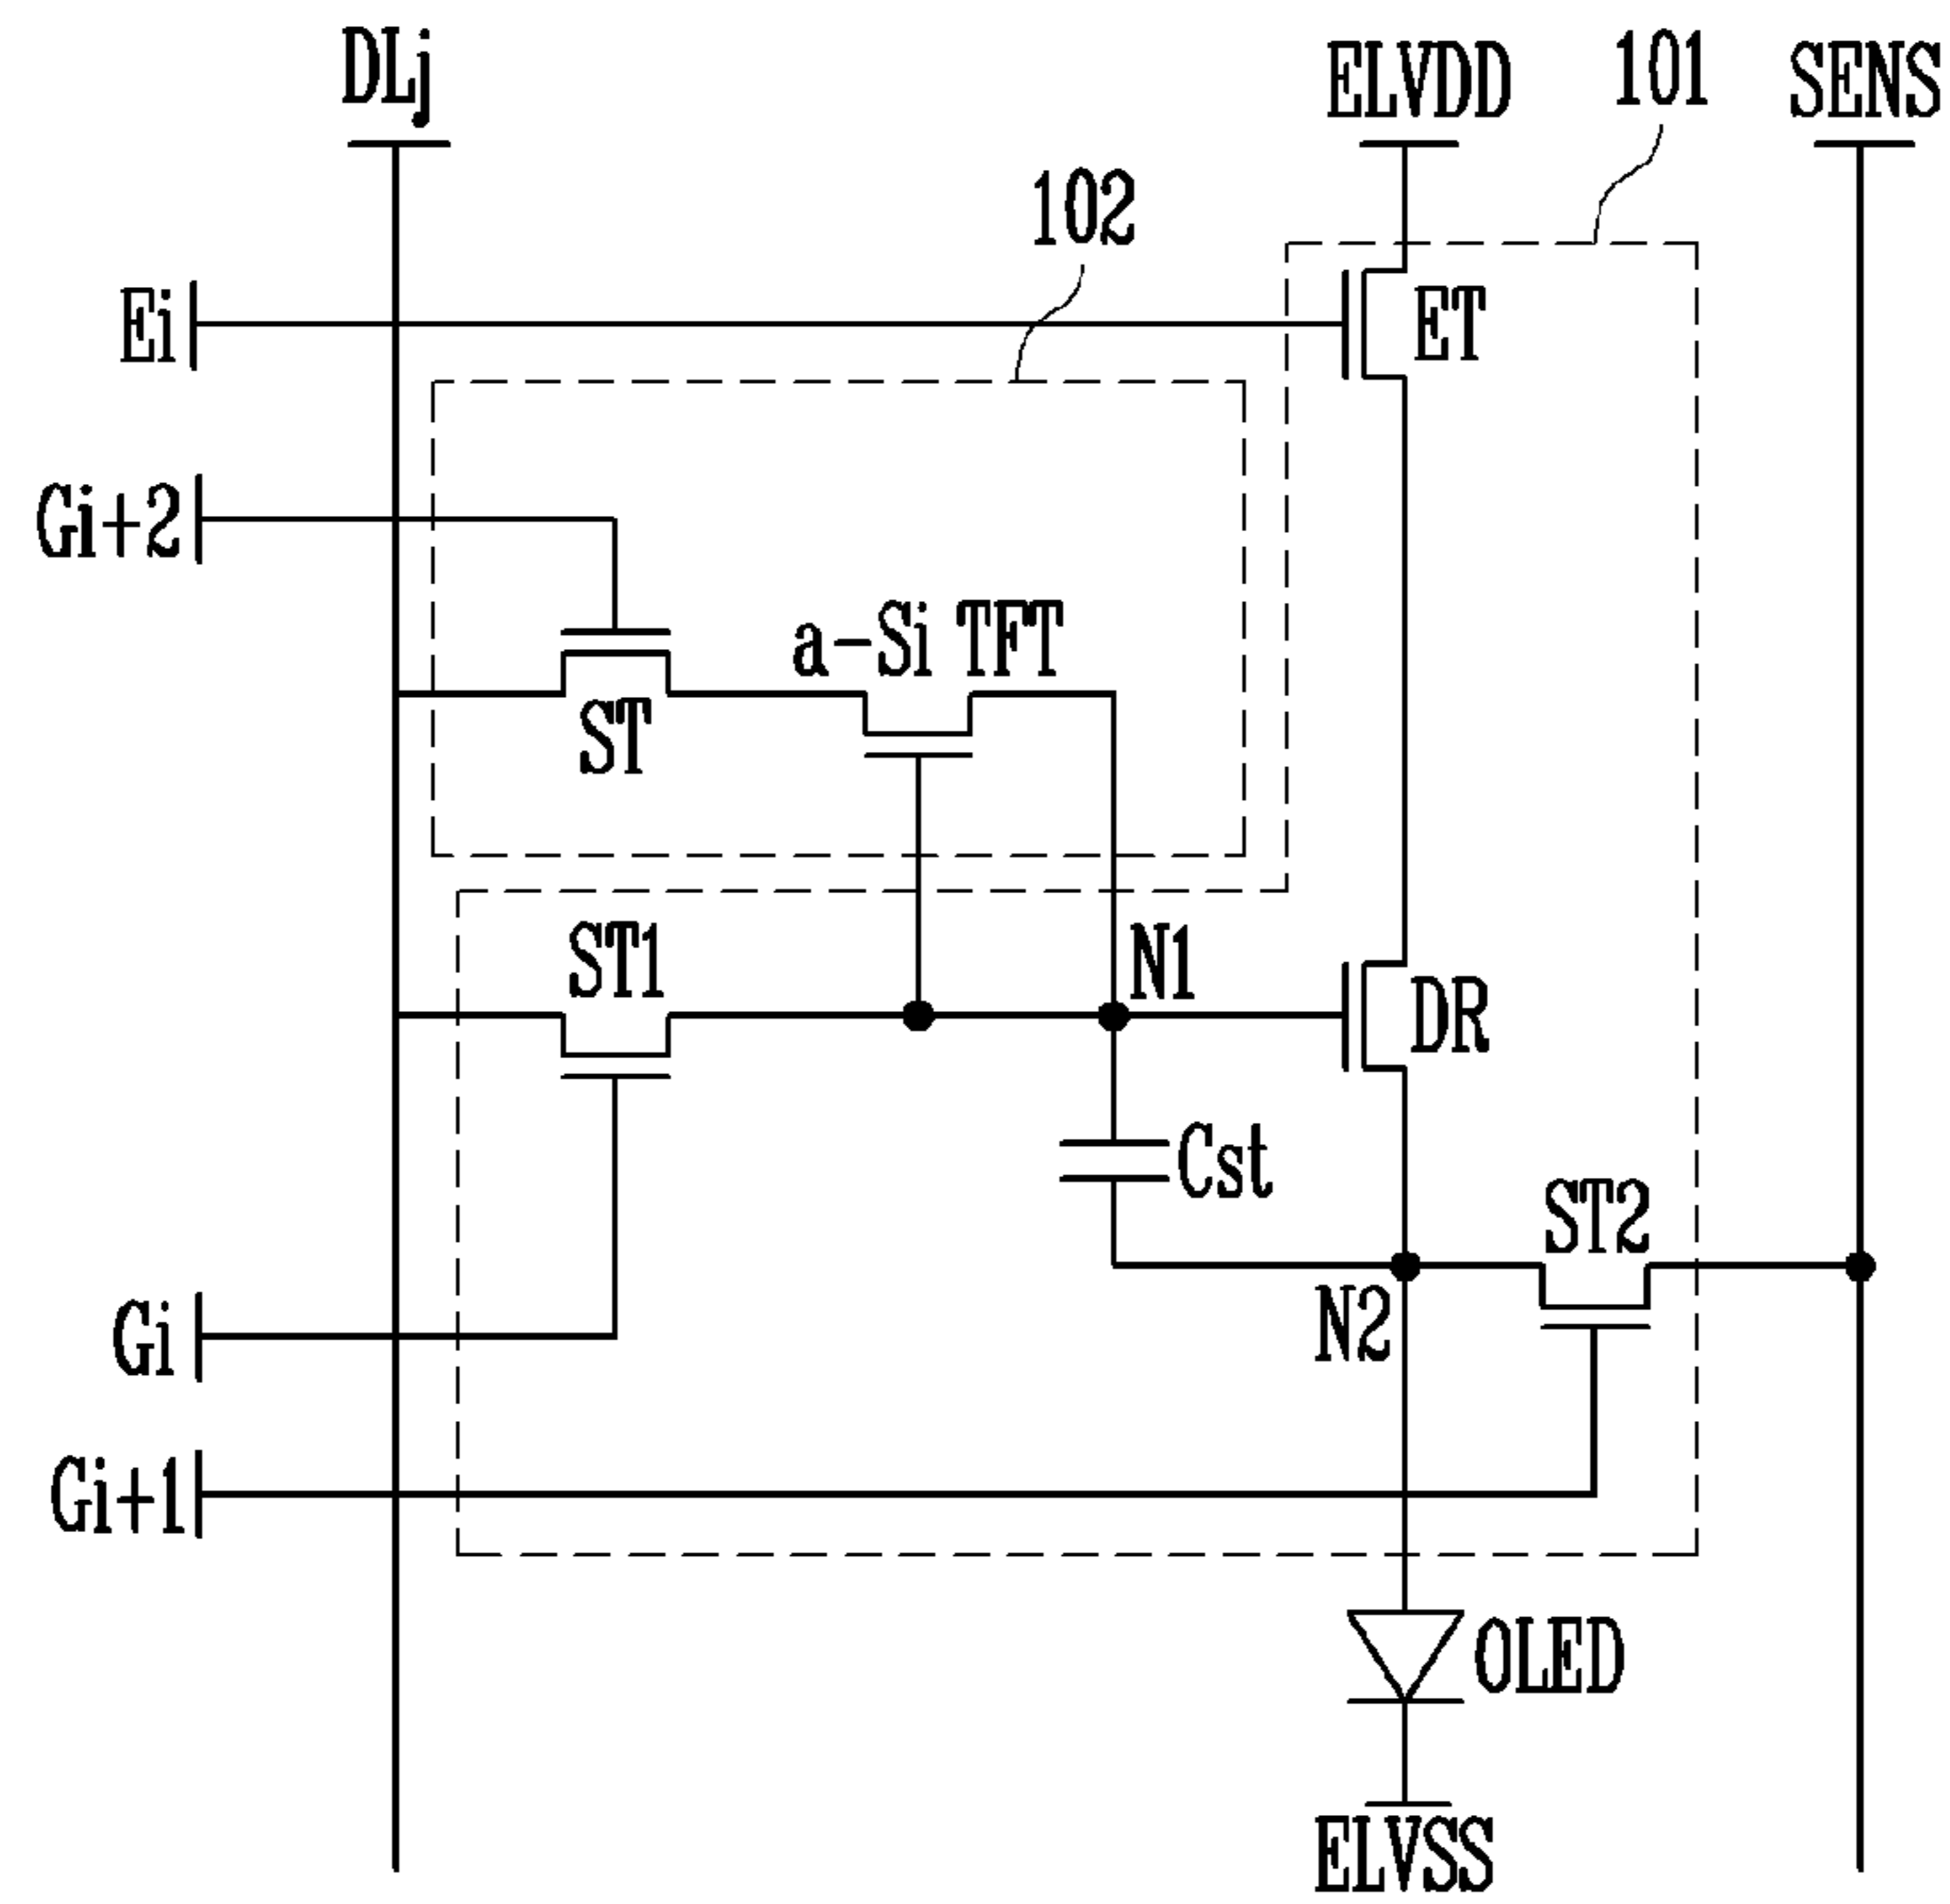 DLj
ELVDD
101
SENS
102
Ei
ET
Gi+2
a-Si TFT
ST
ST1
N1
DR
Cst
ST2
N2
Gi
Gi+1
OLED
ELVSS